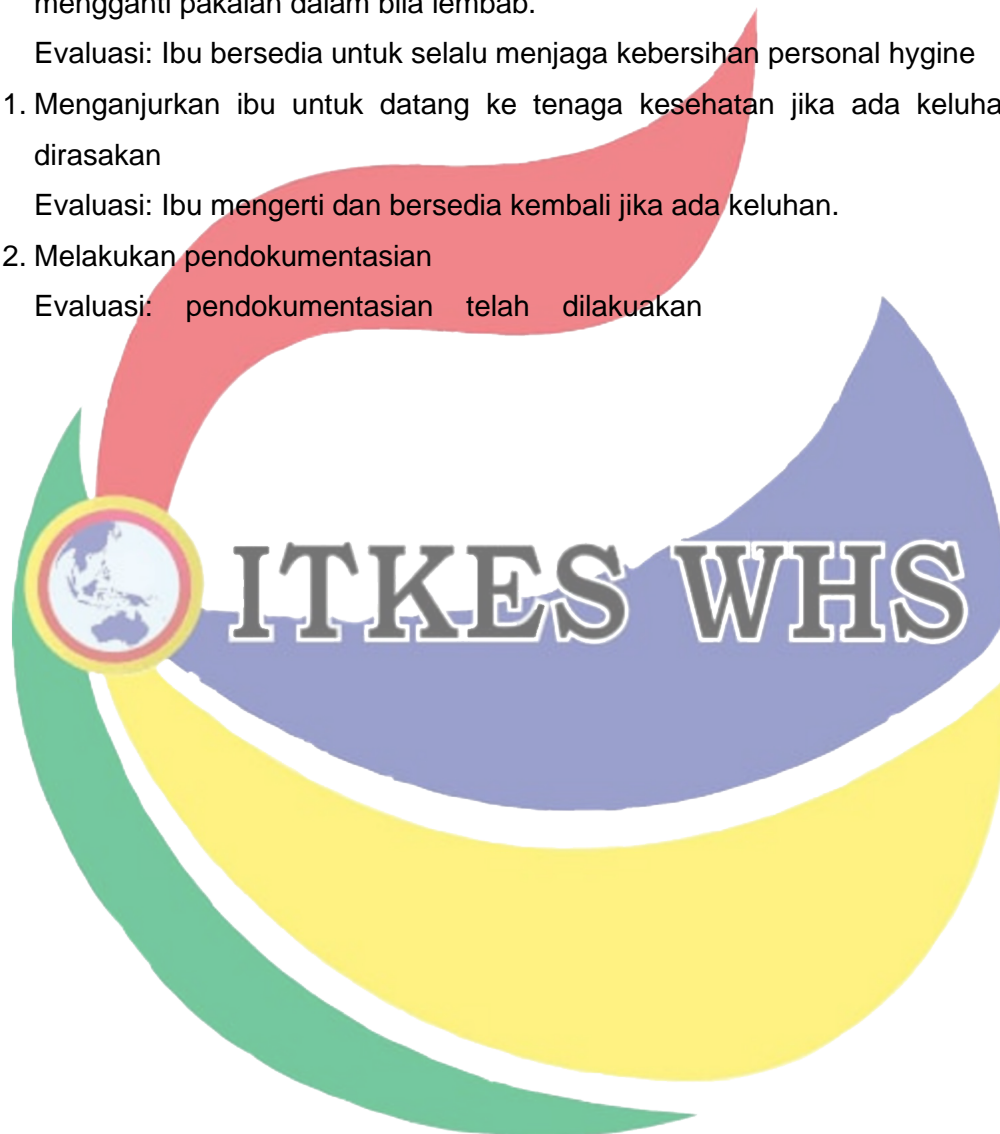 mengganti pakaian dalam bila lembab.
Evaluasi: Ibu bersedia untuk selalu menjaga kebersihan personal hygine
1. Menganjurkan ibu untuk datang ke tenaga kesehatan jika ada keluha
dirasakan
Evaluasi: Ibu mengerti dan bersedia kembali jika ada keluhan.
2. Melakukan pendokumentasian
Evaluasi: pendokumentasian telah dilakuakan
ITKES WHS